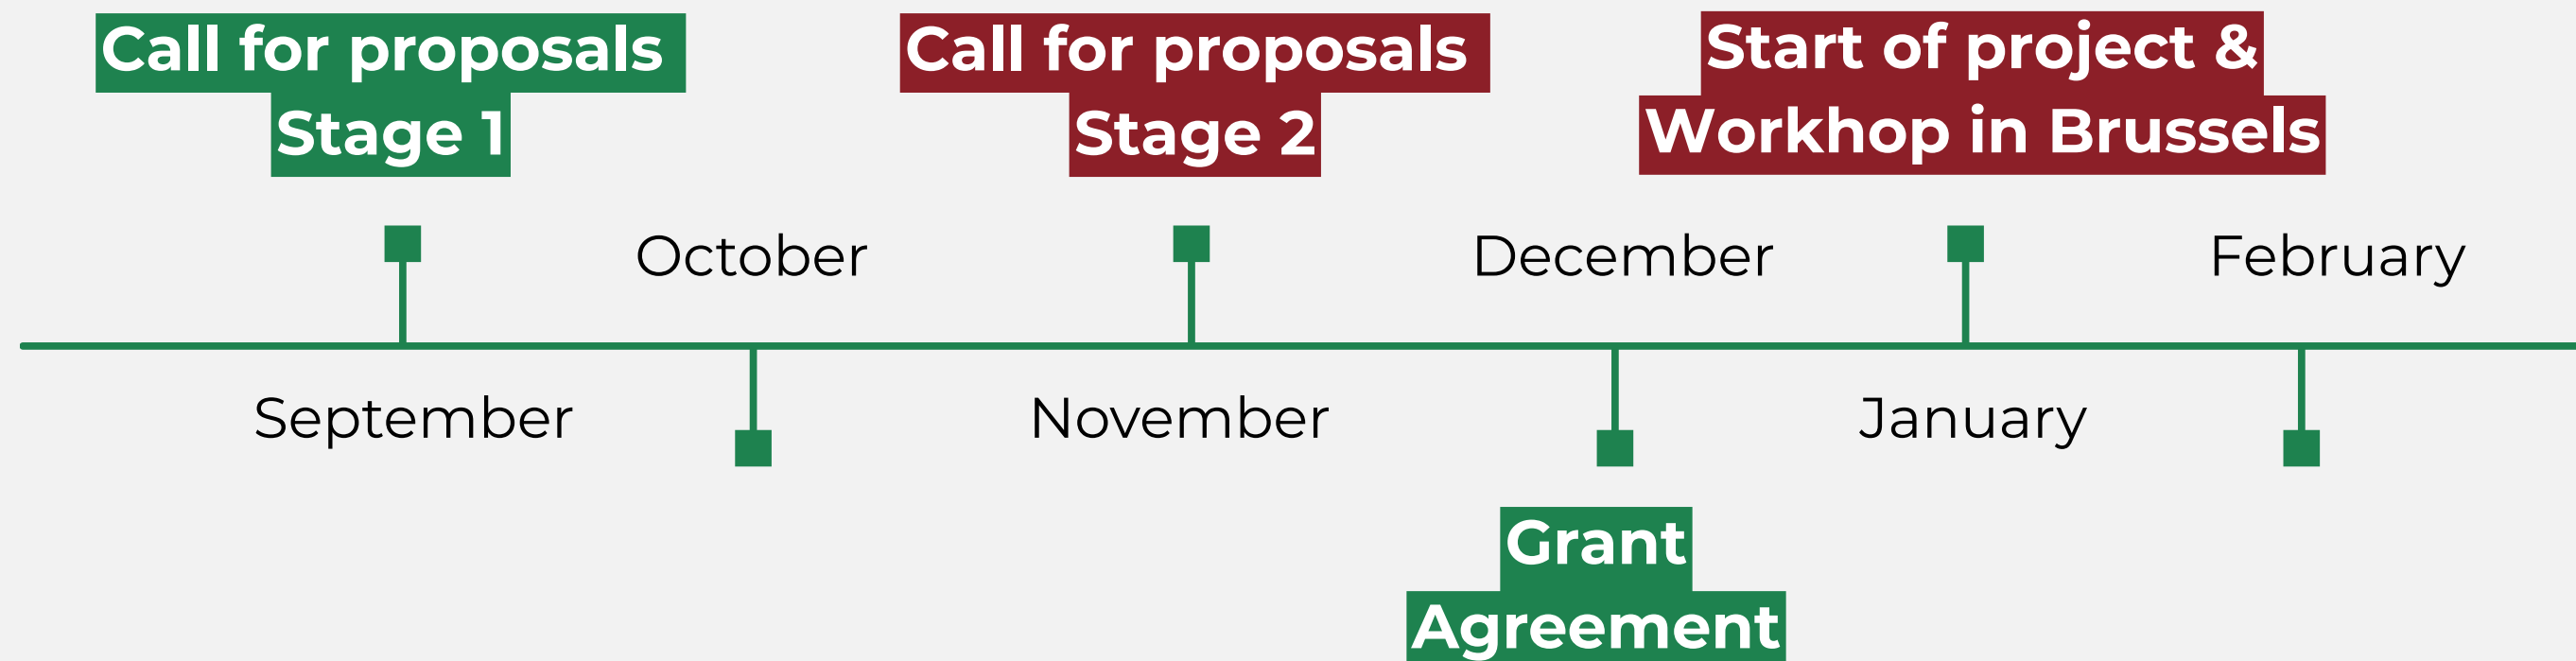 Call for proposals
Stage 1
Call for proposals
Stage 2
Start of project &
Workhop in Brussels
October
December
February
September
November
January
Grant
Agreement